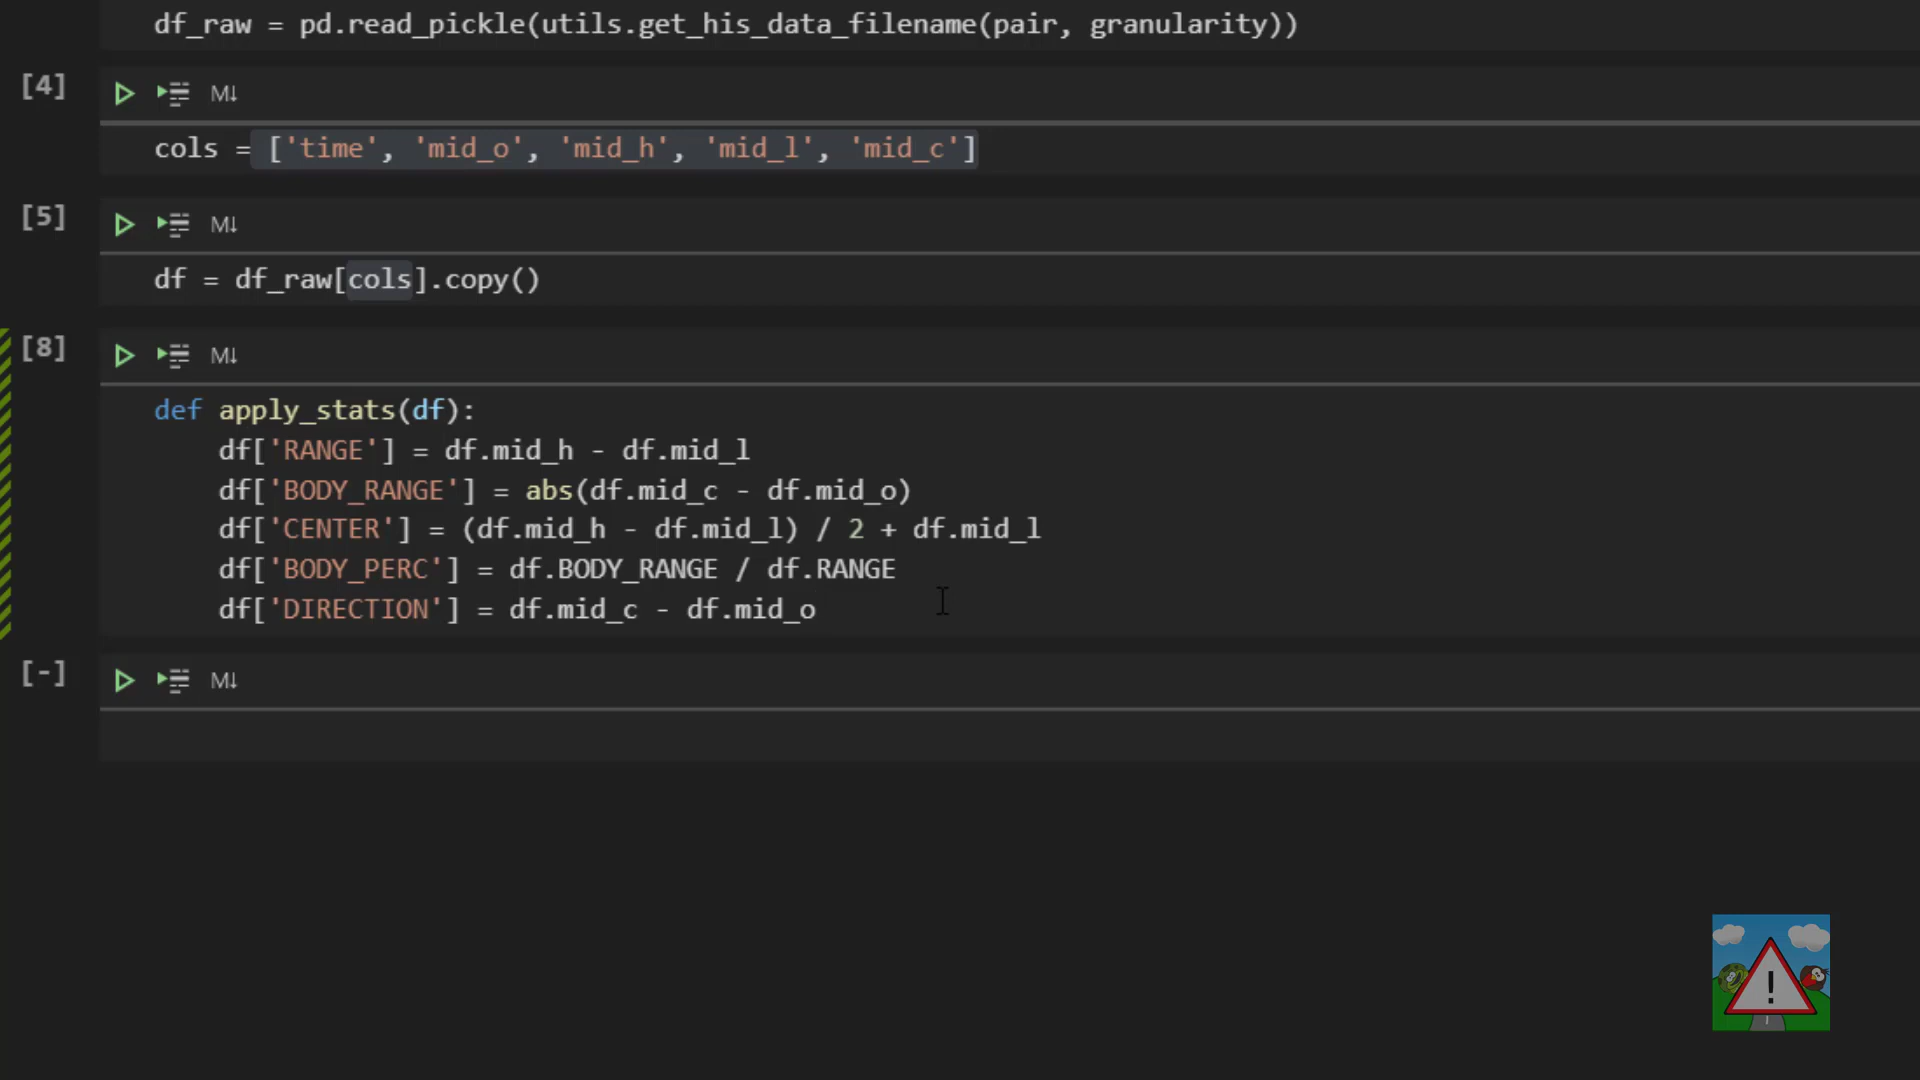 df_raw = pd.read_pickle(utils.get_his_data_filename(pair, granularity))
[4]
M↓
cols = ['time', 'mid_o', 'mid_h', 'mid_l', 'mid_c']
[5]
M↓
df = df_raw[cols].copy()
[8]
M↓
def apply_stats(df):
    df['RANGE'] = df.mid_h - df.mid_l
    df['BODY_RANGE'] = abs(df.mid_c - df.mid_o)
    df['CENTER'] = (df.mid_h - df.mid_l) / 2 + df.mid_l
    df['BODY_PERC'] = df.BODY_RANGE / df.RANGE
    df['DIRECTION'] = df.mid_c - df.mid_o
[-]
M↓
!